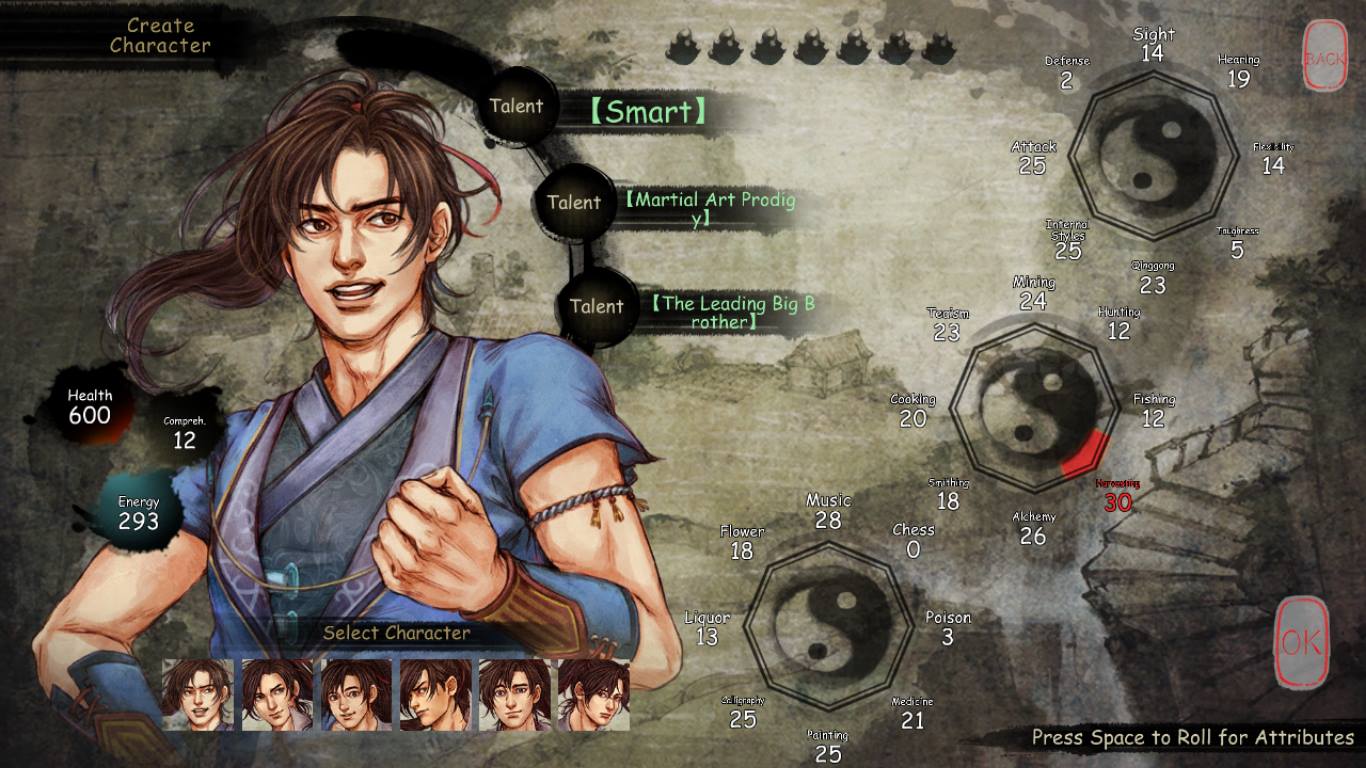 Create
Character
BACK
Talent
【Smart】
Talent
【Martial Art Prodig
y】
Talent
【The Leading Big B
rother】
Health
600
Compreh.
12
Energy
293
Sight
14
Defense
2
Hearing
19
Attack
25
Flexibility
14
Internal
Styles
25
Toughness
5
Qinggong
23
Mining
24
Teaism
23
Hunting
12
Cooking
20
Fishing
12
Smithing
18
Harvesting
30
Alchemy
26
Music
28
Flower
18
Chess
0
Liquor
13
Poison
3
Calligraphy
25
Medicine
21
Painting
25
Select Character
OK
Press Space to Roll for Attributes